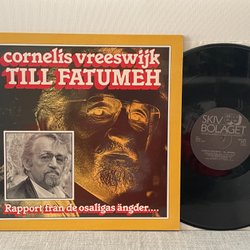 cornelis vreeswijk
TILL FATUMEH
Rapport från de osaligas ängder....
SKIV
BOLAGET